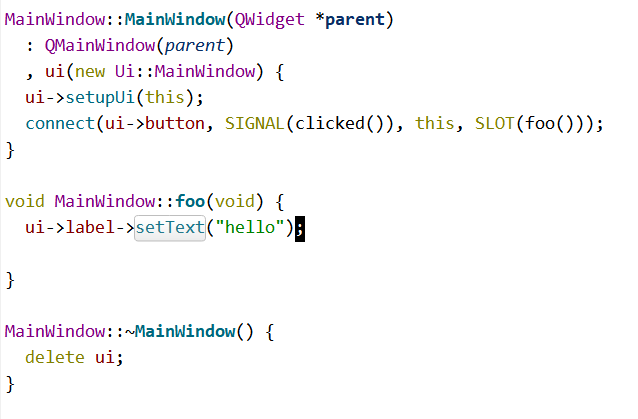 MainWindow::MainWindow(QWidget *parent)
  : QMainWindow(parent)
  , ui(new Ui::MainWindow) {
  ui->setupUi(this);
  connect(ui->button, SIGNAL(clicked()), this, SLOT(foo()));
}

void MainWindow::foo(void) {
  ui->label->setText("hello");

}

MainWindow::~MainWindow() {
  delete ui;
}